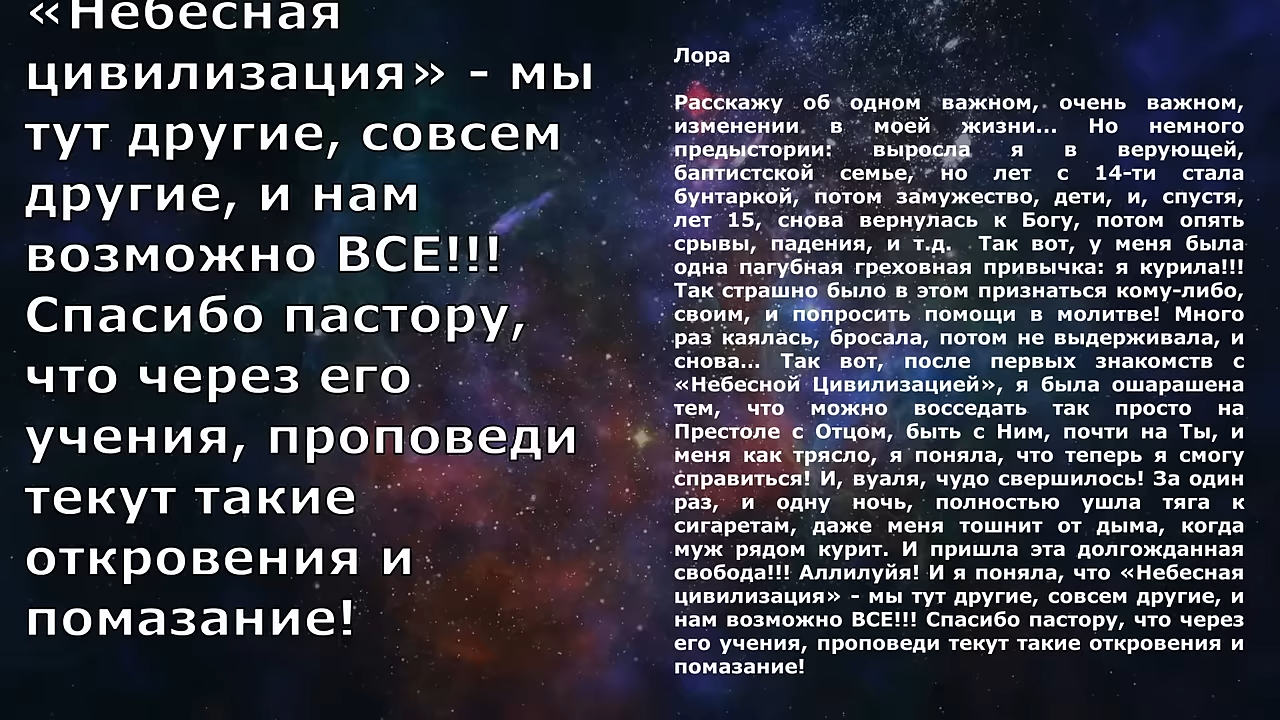 «Небесная
цивилизация» - мы
тут другие, совсем
другие, и нам
возможно ВСЕ!!!
Спасибо пастору,
что через его
учения, проповеди
текут такие
откровения и
помазание!
Лора
Расскажу об одном важном, очень важном,
изменении в моей жизни... Но немного
предыстории: выросла я в верующей,
баптистской семье, но лет с 14-ти стала
бунтаркой, потом замужество, дети, и, спустя,
лет 15, снова вернулась к Богу, потом опять
срывы, падения, и т.д. Так вот, у меня была
одна пагубная греховная привычка: я курила!!!
Так страшно было в этом признаться кому-либо,
своим, и попросить помощи в молитве! Много
раз каялась, бросала, потом не выдерживала, и
снова... Так вот, после первых знакомств с
«Небесной Цивилизацией», я была ошарашена
тем, что можно восседать так просто на
Престоле с Отцом, быть с Ним, почти на Ты, и
меня как трясло, я поняла, что теперь я смогу
справиться! И, вуаля, чудо свершилось! За один
раз, и одну ночь, полностью ушла тяга к
сигаретам, даже меня тошнит от дыма, когда
муж рядом курит. И пришла эта долгожданная
свобода!!! Аллилуйя! И я поняла, что «Небесная
цивилизация» - мы тут другие, совсем другие, и
нам возможно ВСЕ!!! Спасибо пастору, что через
его учения, проповеди текут такие откровения и
помазание!